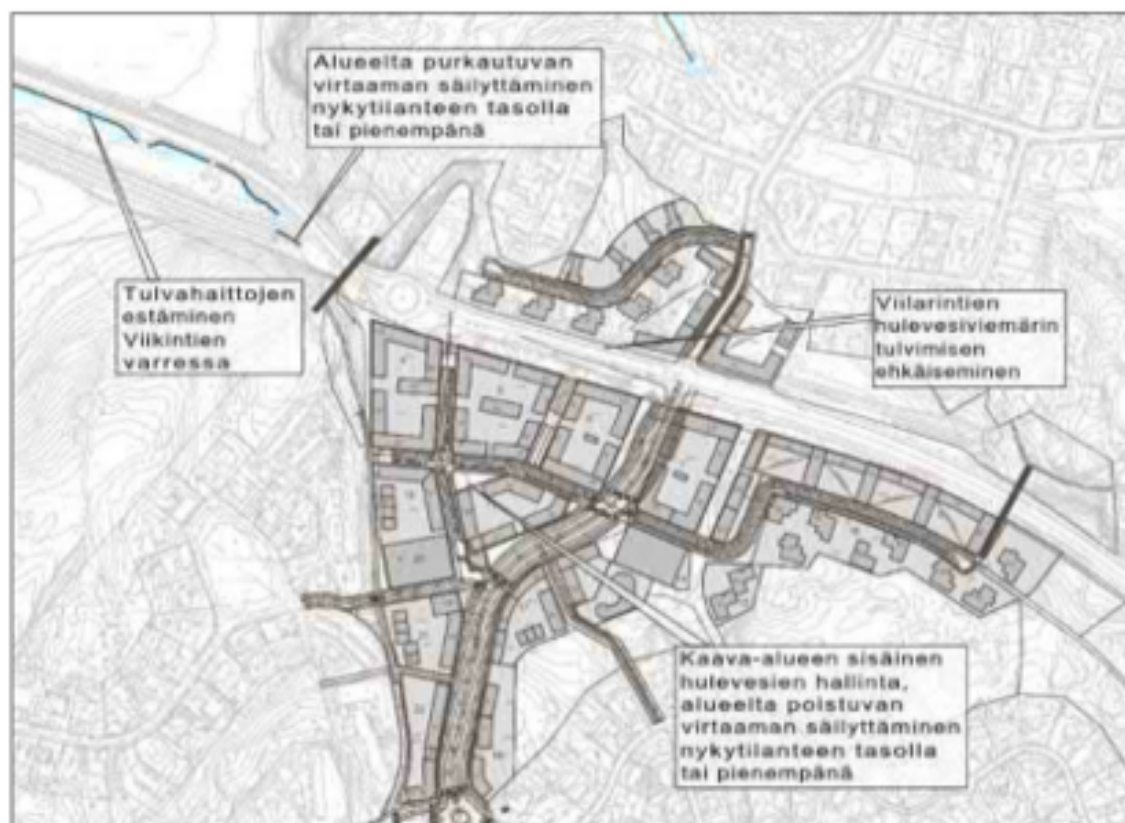 Alueelta purkautuvan
virtaaman säilyttäminen
nykytilanteen tasolla
tai pienempänä
Tulvahaittojen
estäminen
Viikintien
varressa
Viilarintien
hulevesiviemärin
tulvimisen
ehkäiseminen
Kaava-alueen sisäinen
hulevesien hallinta,
alueelta poistuvan
virtaaman säilyttäminen
nykytilanteen tasolla
tai pienempänä